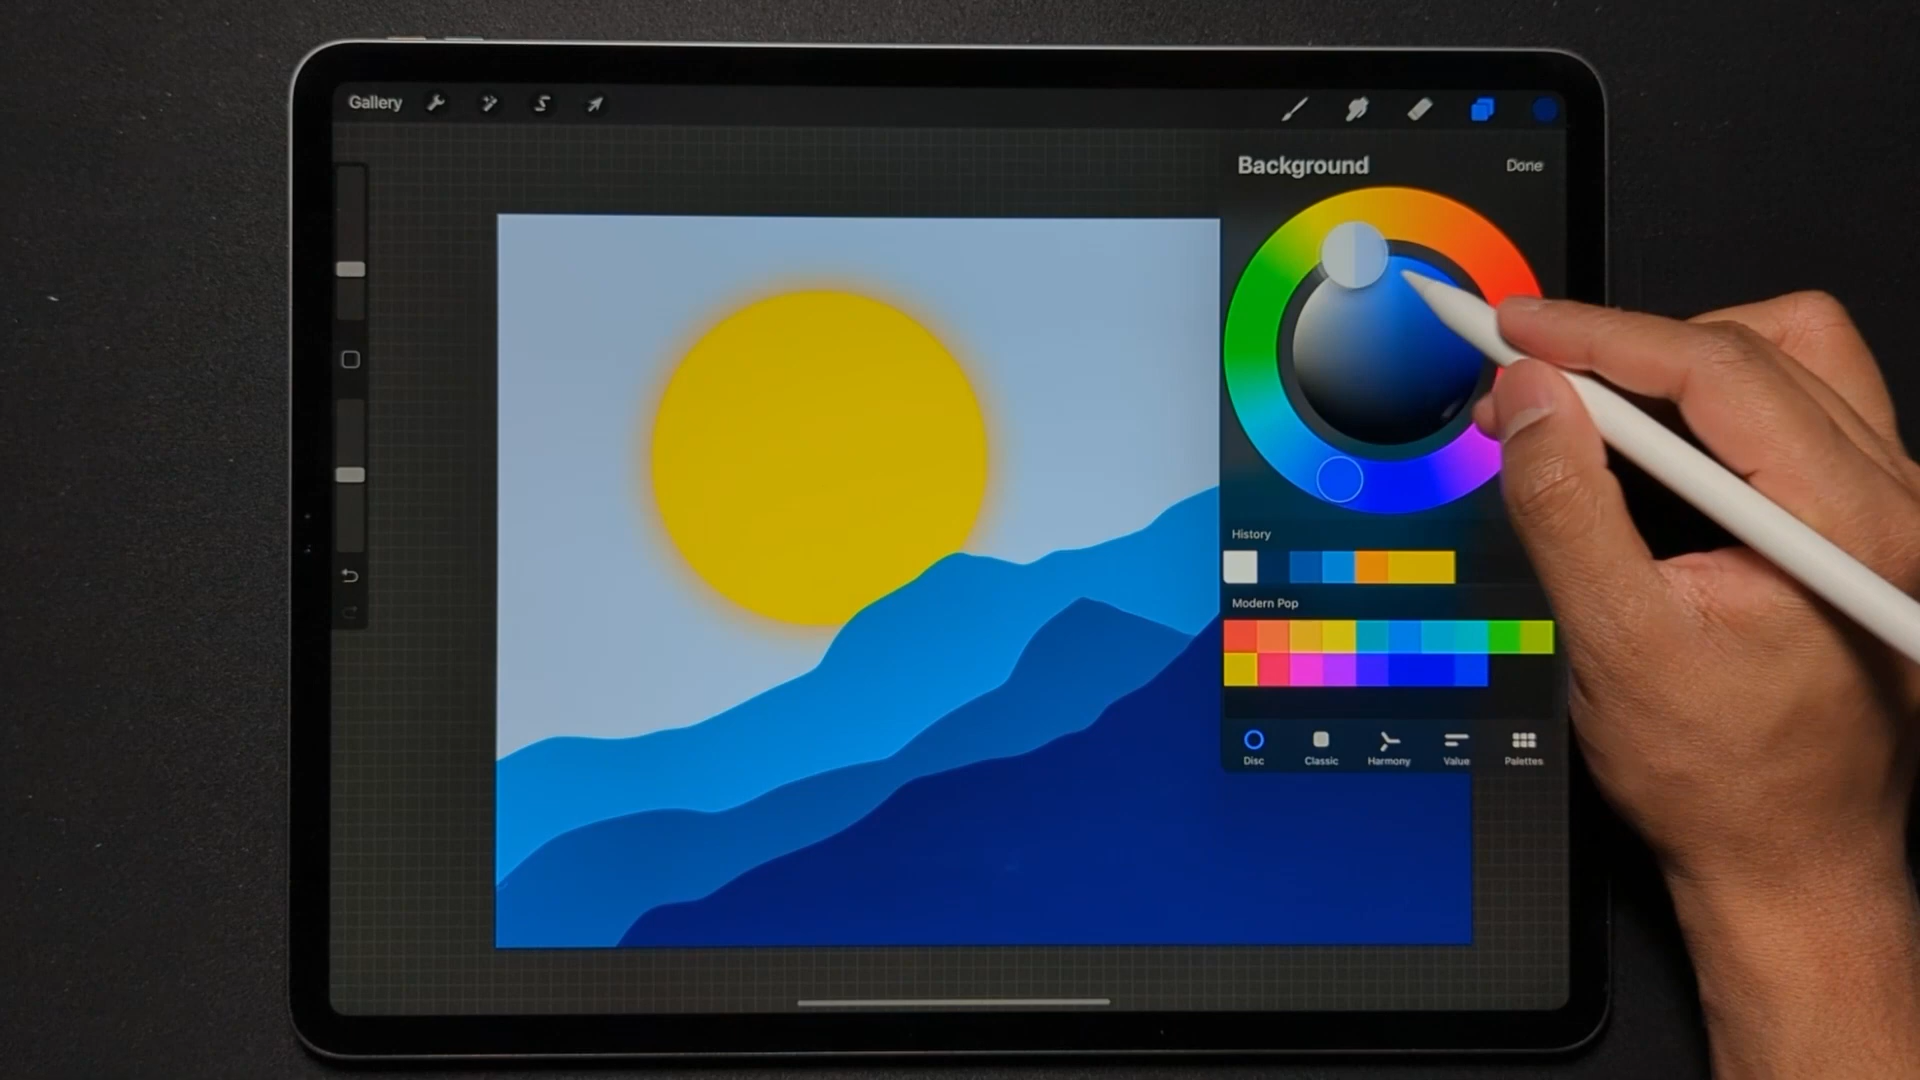 Gallery
Background
Done
History
Modern Pop
Disc
Classic
Harmony
Value
Palettes